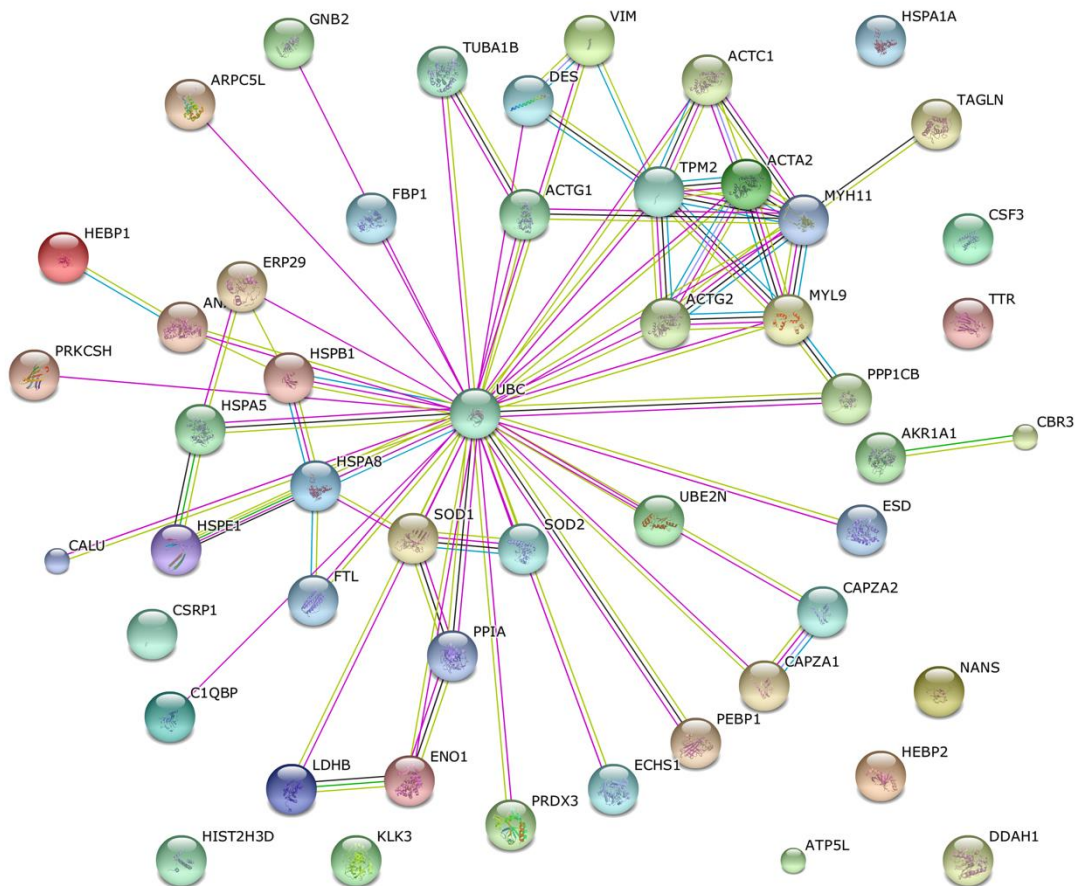 GNB2
VIM
HSPA1A
TUBA1B
ACTC1
ARPC5L
DES
TAGLN
TPM2
ACTA2
FBP1
ACTG1
MYH11
CSF3
HEBP1
ERP29
ACTG2
MYL9
TTR
AN
PRKCSH
HSPB1
UBC
PPP1CB
HSPA5
AKR1A1
CBR3
HSPA8
UBE2N
ESD
SOD1
SOD2
HSPE1
CALU
FTL
CAPZA2
CSRP1
PPIA
CAPZA1
NANS
C1QBP
PEBP1
HEBP2
LDHB
ENO1
ECHS1
PRDX3
HIST2H3D
KLK3
ATP5L
DDAH1